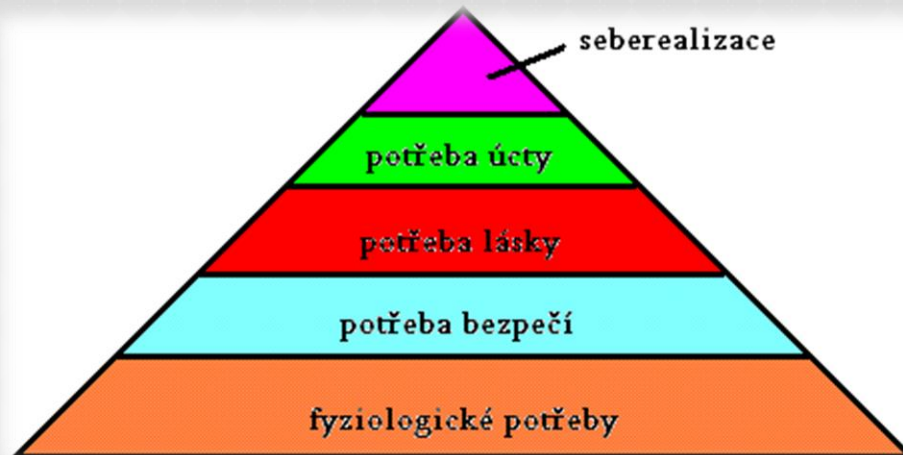 seberealizace
potřeba úcty
potřeba lásky
potřeba bezpečí
fyziologické potřeby